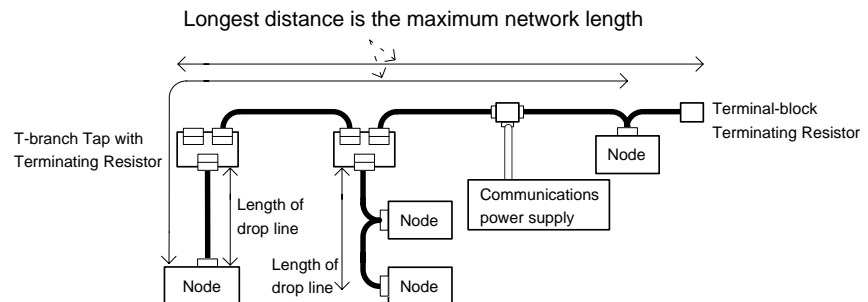 Longest distance is the maximum network length
T-branch Tap with
Terminating Resistor
Terminal-block
Terminating Resistor
Node
Length of
drop line
Communications
power supply
Node
Length of
drop line
Node
Node